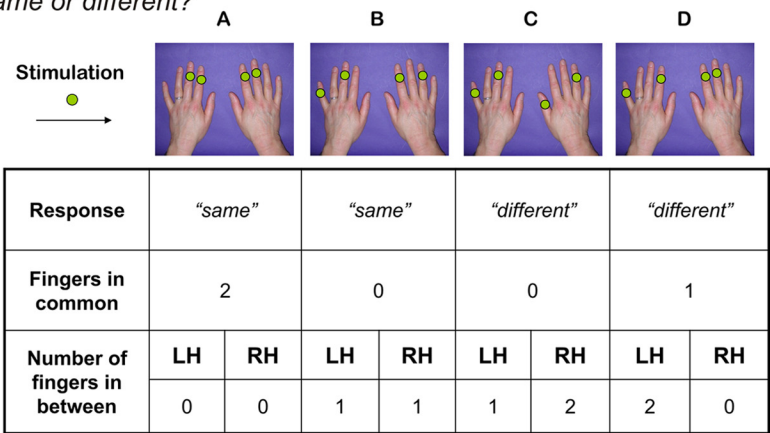 ame or different?
A B C D
Stimulation
Response "same" "same" "different" "different"
Fingers in
common 2 0 0 1
Number of
fingers in
between LH RH LH RH LH RH LH RH
0 0 1 1 1 2 2 0